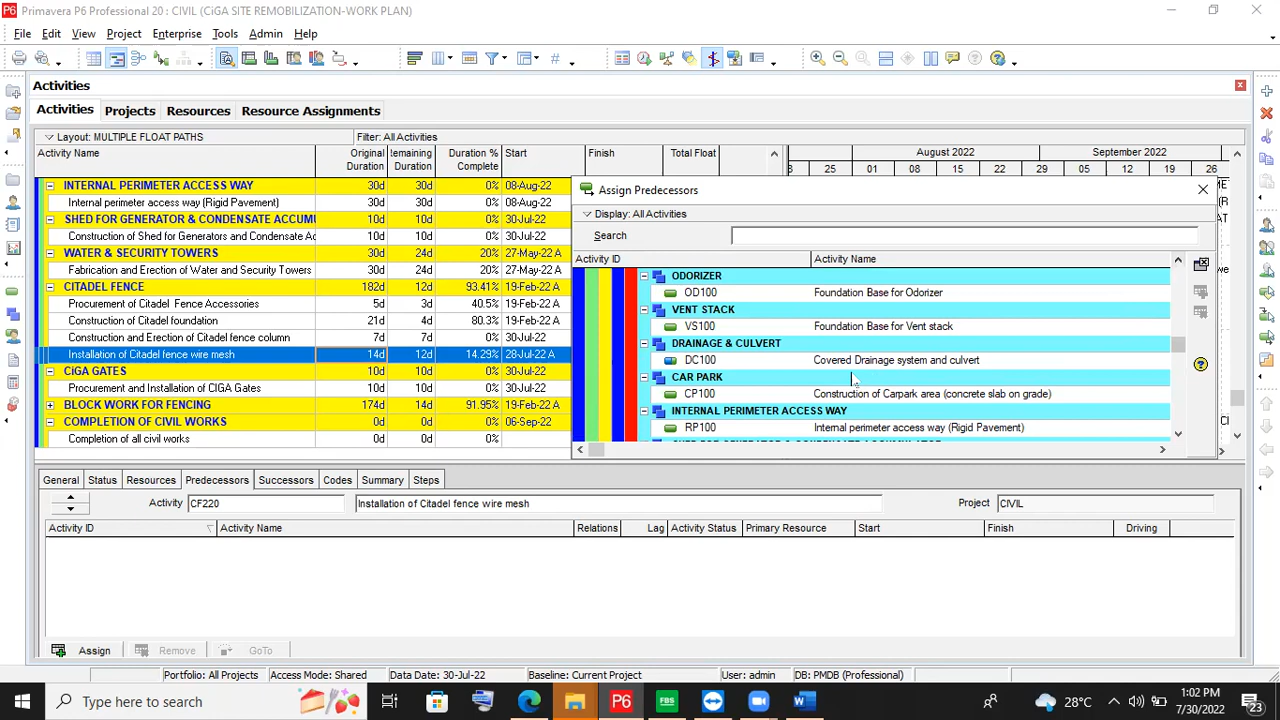 Primavera P6 Professional 20 : CIVIL (CiGA SITE REMOBILIZATION-WORK PLAN)
File Edit View Project Enterprise Tools Admin Help
Activities
Activities Projects Resources Resource Assignments
Layout: MULTIPLE FLOAT PATHS Filter: All Activities
Activity Name Original Duration Duration % Complete Start Finish Total Float
August 2022 September 2022
25 01 08 15 22 29 05 12 19 26
INTERNAL PERIMETER ACCESS WAY 30d 30d 0% 08-Aug-22
Internal perimeter access way (Rigid Pavement) 30d 30d 0% 08-Aug-22
SHED FOR GENERATOR & CONDENSATE ACCUMU 10d 10d 0% 30-Jul-22
Construction of Shed for Generators and Condensate Ac 10d 10d 0% 30-Jul-22
WATER & SECURITY TOWERS 30d 24d 20% 27-May-22 A
Fabrication and Erection of Water and Security Towers 30d 24d 20% 27-May-22 A
CITADEL FENCE 182d 12d 93.41% 19-Feb-22 A
Procurement of Citadel Fence Accessories 5d 3d 40.5% 19-Feb-22 A
Construction of Citadel foundation 21d 4d 80.3% 19-Feb-22 A
Construction and Erection of Citadel fence column 7d 7d 0% 30-Jul-22
Installation of Citadel fence wire mesh 14d 12d 14.29% 28-Jul-22 A
CiGA GATES 10d 10d 0% 30-Jul-22
Procurement and Installation of CIGA Gates 10d 10d 0% 30-Jul-22
BLOCK WORK FOR FENCING 174d 14d 91.95% 19-Feb-22 A
COMPLETION OF CIVIL WORKS 0d 0d 0% 06-Sep-22
Completion of all civil works 0d 0d 0%
Assign Predecessors
Display: All Activities
Search
Activity ID Activity Name
ODORIZER
OD100 Foundation Base for Odorizer
VENT STACK
VS100 Foundation Base for Vent stack
DRAINAGE & CULVERT
DC100 Covered Drainage system and culvert
CAR PARK
CP100 Construction of Carpark area (concrete slab on grade)
INTERNAL PERIMETER ACCESS WAY
RP100 Internal perimeter access way (Rigid Pavement)
General Status Resources Predecessors Successors Codes Summary Steps
Activity CF220 Installation of Citadel fence wire mesh Project CIVIL
Activity ID Activity Name Relations Lag Activity Status Primary Resource Start Finish Driving
Assign Remove GoTo
Portfolio: All Projects Access Mode: Shared Data Date: 30-Jul-22 Baseline: Current Project User: admin DB: PMDB (Professional)
Type here to search
28°C
1:02 PM
7/30/2022
23